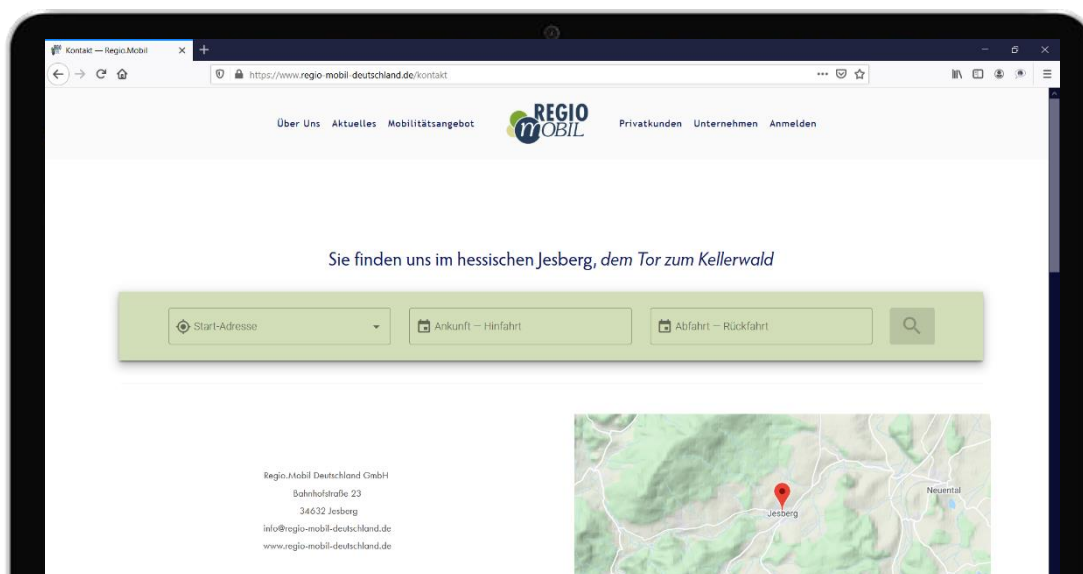 Kontakt — Regio.Mobil
https://www.regio-mobil-deutschland.de/kontakt
Über Uns Aktuelles Mobilitätsangebot REGIO mOBIL Privatkunden Unternehmen Anmelden
Sie finden uns im hessischen Jesberg, dem Tor zum Kellerwald
Start-Adresse Ankunft – Hinfahrt Abfahrt – Rückfahrt
Regio.Mobil Deutschland GmbH
Bahnhofstraße 23
34632 Jesberg
info@regio-mobil-deutschland.de
www.regio-mobil-deutschland.de
Neuental
Jesberg